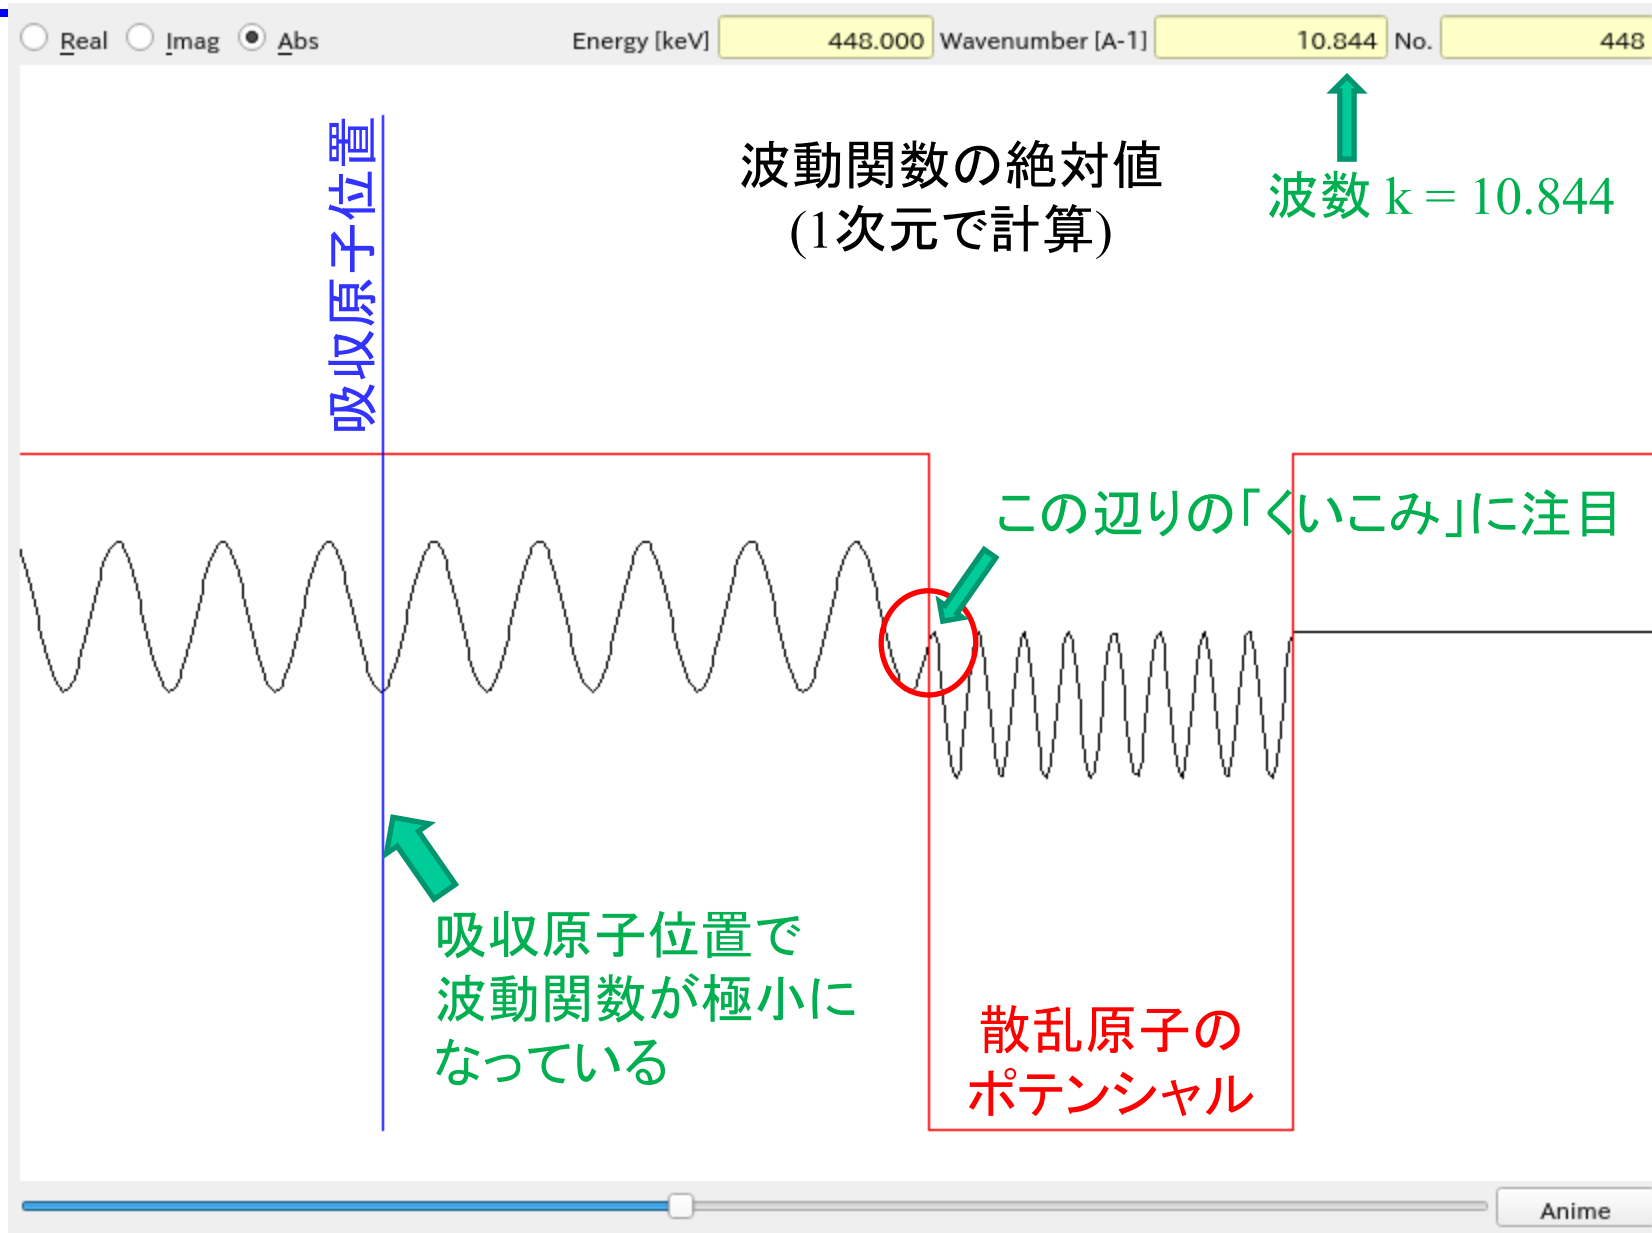 Real Imag Abs Energy [keV] 448.000 Wavenumber [A-1] 10.844 No. 448
吸収原子位置
波動関数の絶対値
(1次元で計算)
波数 k = 10.844
この辺りの「くいこみ」に注目
吸収原子位置で
波動関数が極小に
なっている
散乱原子の
ポテンシャル
Anime